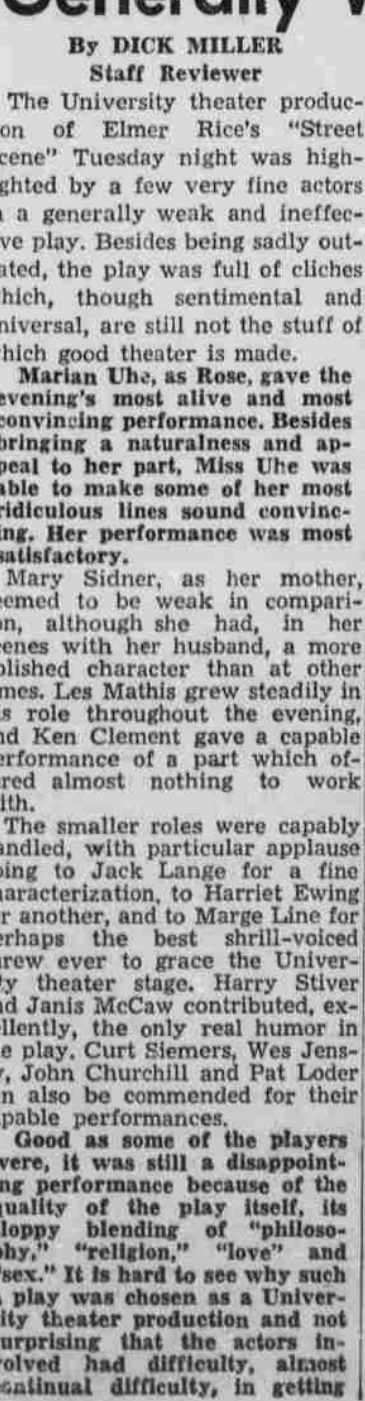 Generally W
By DICK MILLER
Staff Reviewer
The University theater produc-
on of Elmer Rice's "Street
cene" Tuesday night was high-
ghted by a few very fine actors
a generally weak and ineffec-
ve play. Besides being sadly out-
ated, the play was full of cliches
hich, though sentimental and
niversal, are still not the stuff of
hich good theater is made.
Marian Uhe, as Rose, gave the
evening's most alive and most
convincing performance. Besides
bringing a naturalness and ap-
peal to her part, Miss Uhe was
able to make some of her most
ridiculous lines sound convinc-
ing. Her performance was most
satisfactory.
Mary Sidner, as her mother,
eemed to be weak in compari-
on, although she had, in her
cenes with her husband, a more
olished character than at other
mes. Les Mathis grew steadily in
is role throughout the evening,
nd Ken Clement gave a capable
erformance of a part which of-
ered almost nothing to work
ith.
The smaller roles were capably
andled, with particular applause
oing to Jack Lange for a fine
haracterization, to Harriet Ewing
or another, and to Marge Line for
erhaps the best shrill-voiced
hrew ever to grace the Univer-
ty theater stage. Harry Stiver
nd Janis McCaw contributed, ex-
ellently, the only real humor in
e play. Curt Siemers, Wes Jens-
y, John Churchill and Pat Loder
an also be commended for their
apable performances.
Good as some of the players
were, it was still a disappoint-
ing performance because of the
quality of the play itself, its
sloppy blending of "philoso-
phy," "religion," "love" and
"sex." It is hard to see why such
a play was chosen as a Univer-
sity theater production and not
surprising that the actors in-
volved had difficulty, almost
continual difficulty, in getting